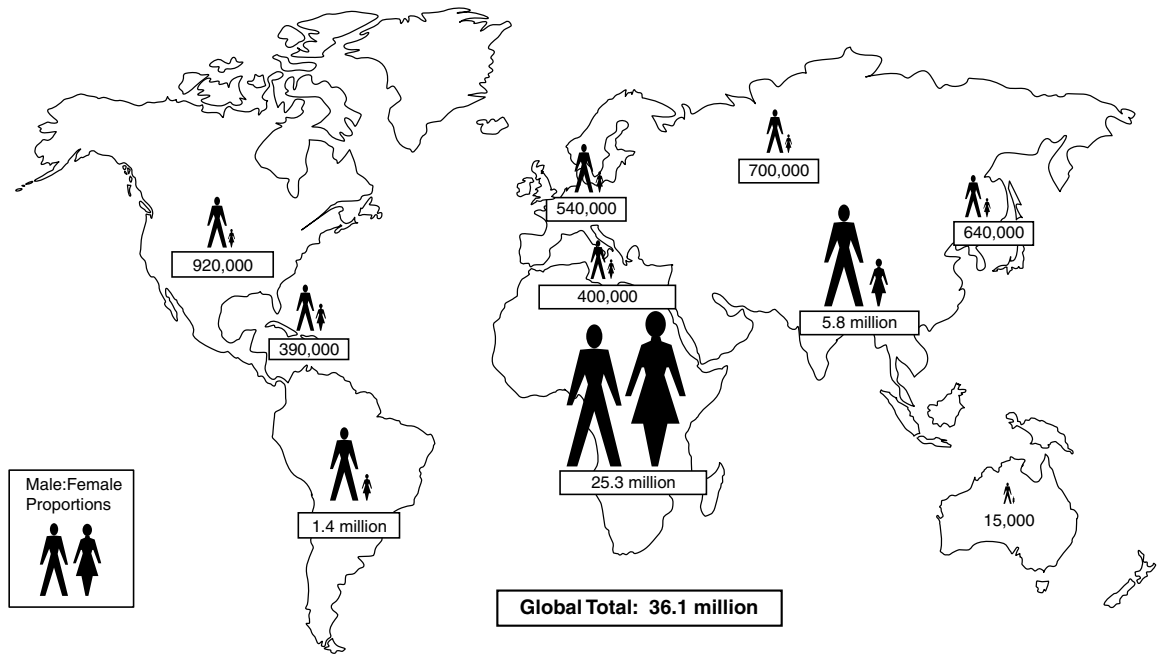 700,000
540,000
640,000
920,000
400,000
5.8 million
390,000
25.3 million
Male:Female
Proportions
1.4 million
15,000
Global Total: 36.1 million